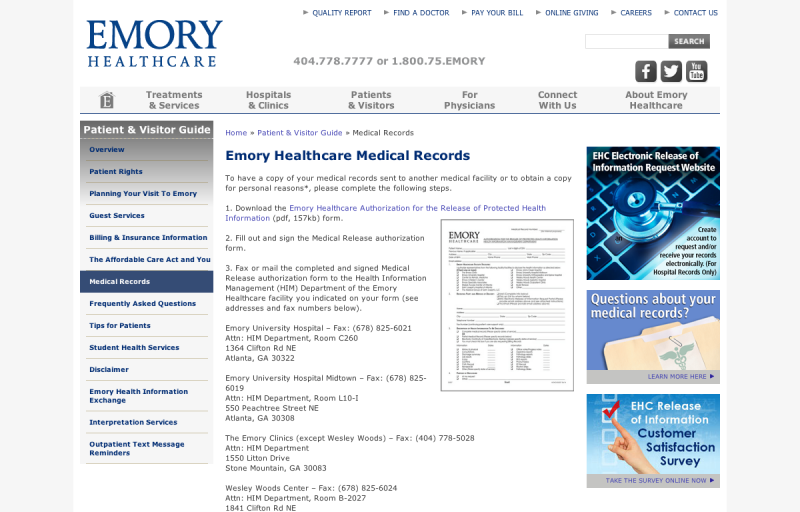 QUALITY REPORT
FIND A DOCTOR
PAY YOUR BILL
ONLINE GIVING
CAREERS
CONTACT US
EMORY
HEALTHCARE
404.778.7777 or 1.800.75.EMORY
SEARCH
You
Tube
E
Treatments
& Services
Hospitals
& Clinics
Patients
& Visitors
For
Physicians
Connect
With Us
About Emory
Healthcare
Patient & Visitor Guide
Overview
Patient Rights
Planning Your Visit To Emory
Guest Services
Billing & Insurance Information
The Affordable Care Act and You
Medical Records
Frequently Asked Questions
Tips for Patients
Student Health Services
Disclaimer
Emory Health Information
Exchange
Interpretation Services
Outpatient Text Message
Reminders
Home » Patient & Visitor Guide » Medical Records
Emory Healthcare Medical Records
To have a copy of your medical records sent to another medical facility or to obtain a copy
for personal reasons*, please complete the following steps.
1. Download the Emory Healthcare Authorization for the Release of Protected Health
Information (pdf, 157kb) form.
2. Fill out and sign the Medical Release authorization
form.
3. Fax or mail the completed and signed Medical
Release authorization form to the Health Information
Management (HIM) Department of the Emory
Healthcare facility you indicated on your form (see
addresses and fax numbers below).
Emory University Hospital – Fax: (678) 825-6021
Attn: HIM Department, Room C260
1364 Clifton Rd NE
Atlanta, GA 30322
Emory University Hospital Midtown – Fax: (678) 825-
6019
Attn: HIM Department, Room L10-I
550 Peachtree Street NE
Atlanta, GA 30308
The Emory Clinics (except Wesley Woods) – Fax: (404) 778-5028
Attn: HIM Department
1550 Litton Drive
Stone Mountain, GA 30083
Wesley Woods Center – Fax: (678) 825-6024
Attn: HIM Department, Room B-2027
1841 Clifton Rd NE
EMORY
HEALTHCARE
EHC Electronic Release of
Information Request Website
Create
account to
request and/or
receive your records
electronically. (For
Hospital Records Only)
Questions about your
medical records?
LEARN MORE HERE
EHC Release
of Information
Customer
Satisfaction
Survey
TAKE THE SURVEY ONLINE NOW